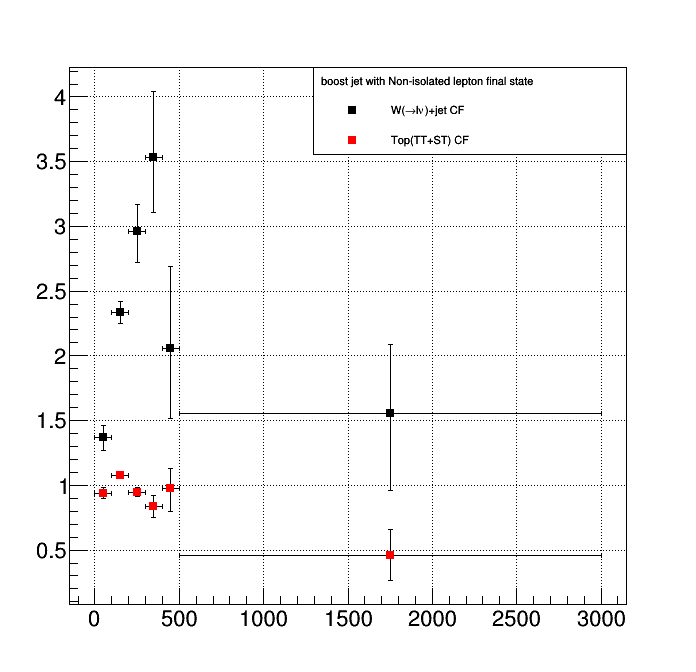 boost jet with Non-isolated lepton final state
W(→lν)+jet CF
Top(TT+ST) CF
4
3.5
3
2.5
2
1.5
1
0.5
0 500 1000 1500 2000 2500 3000